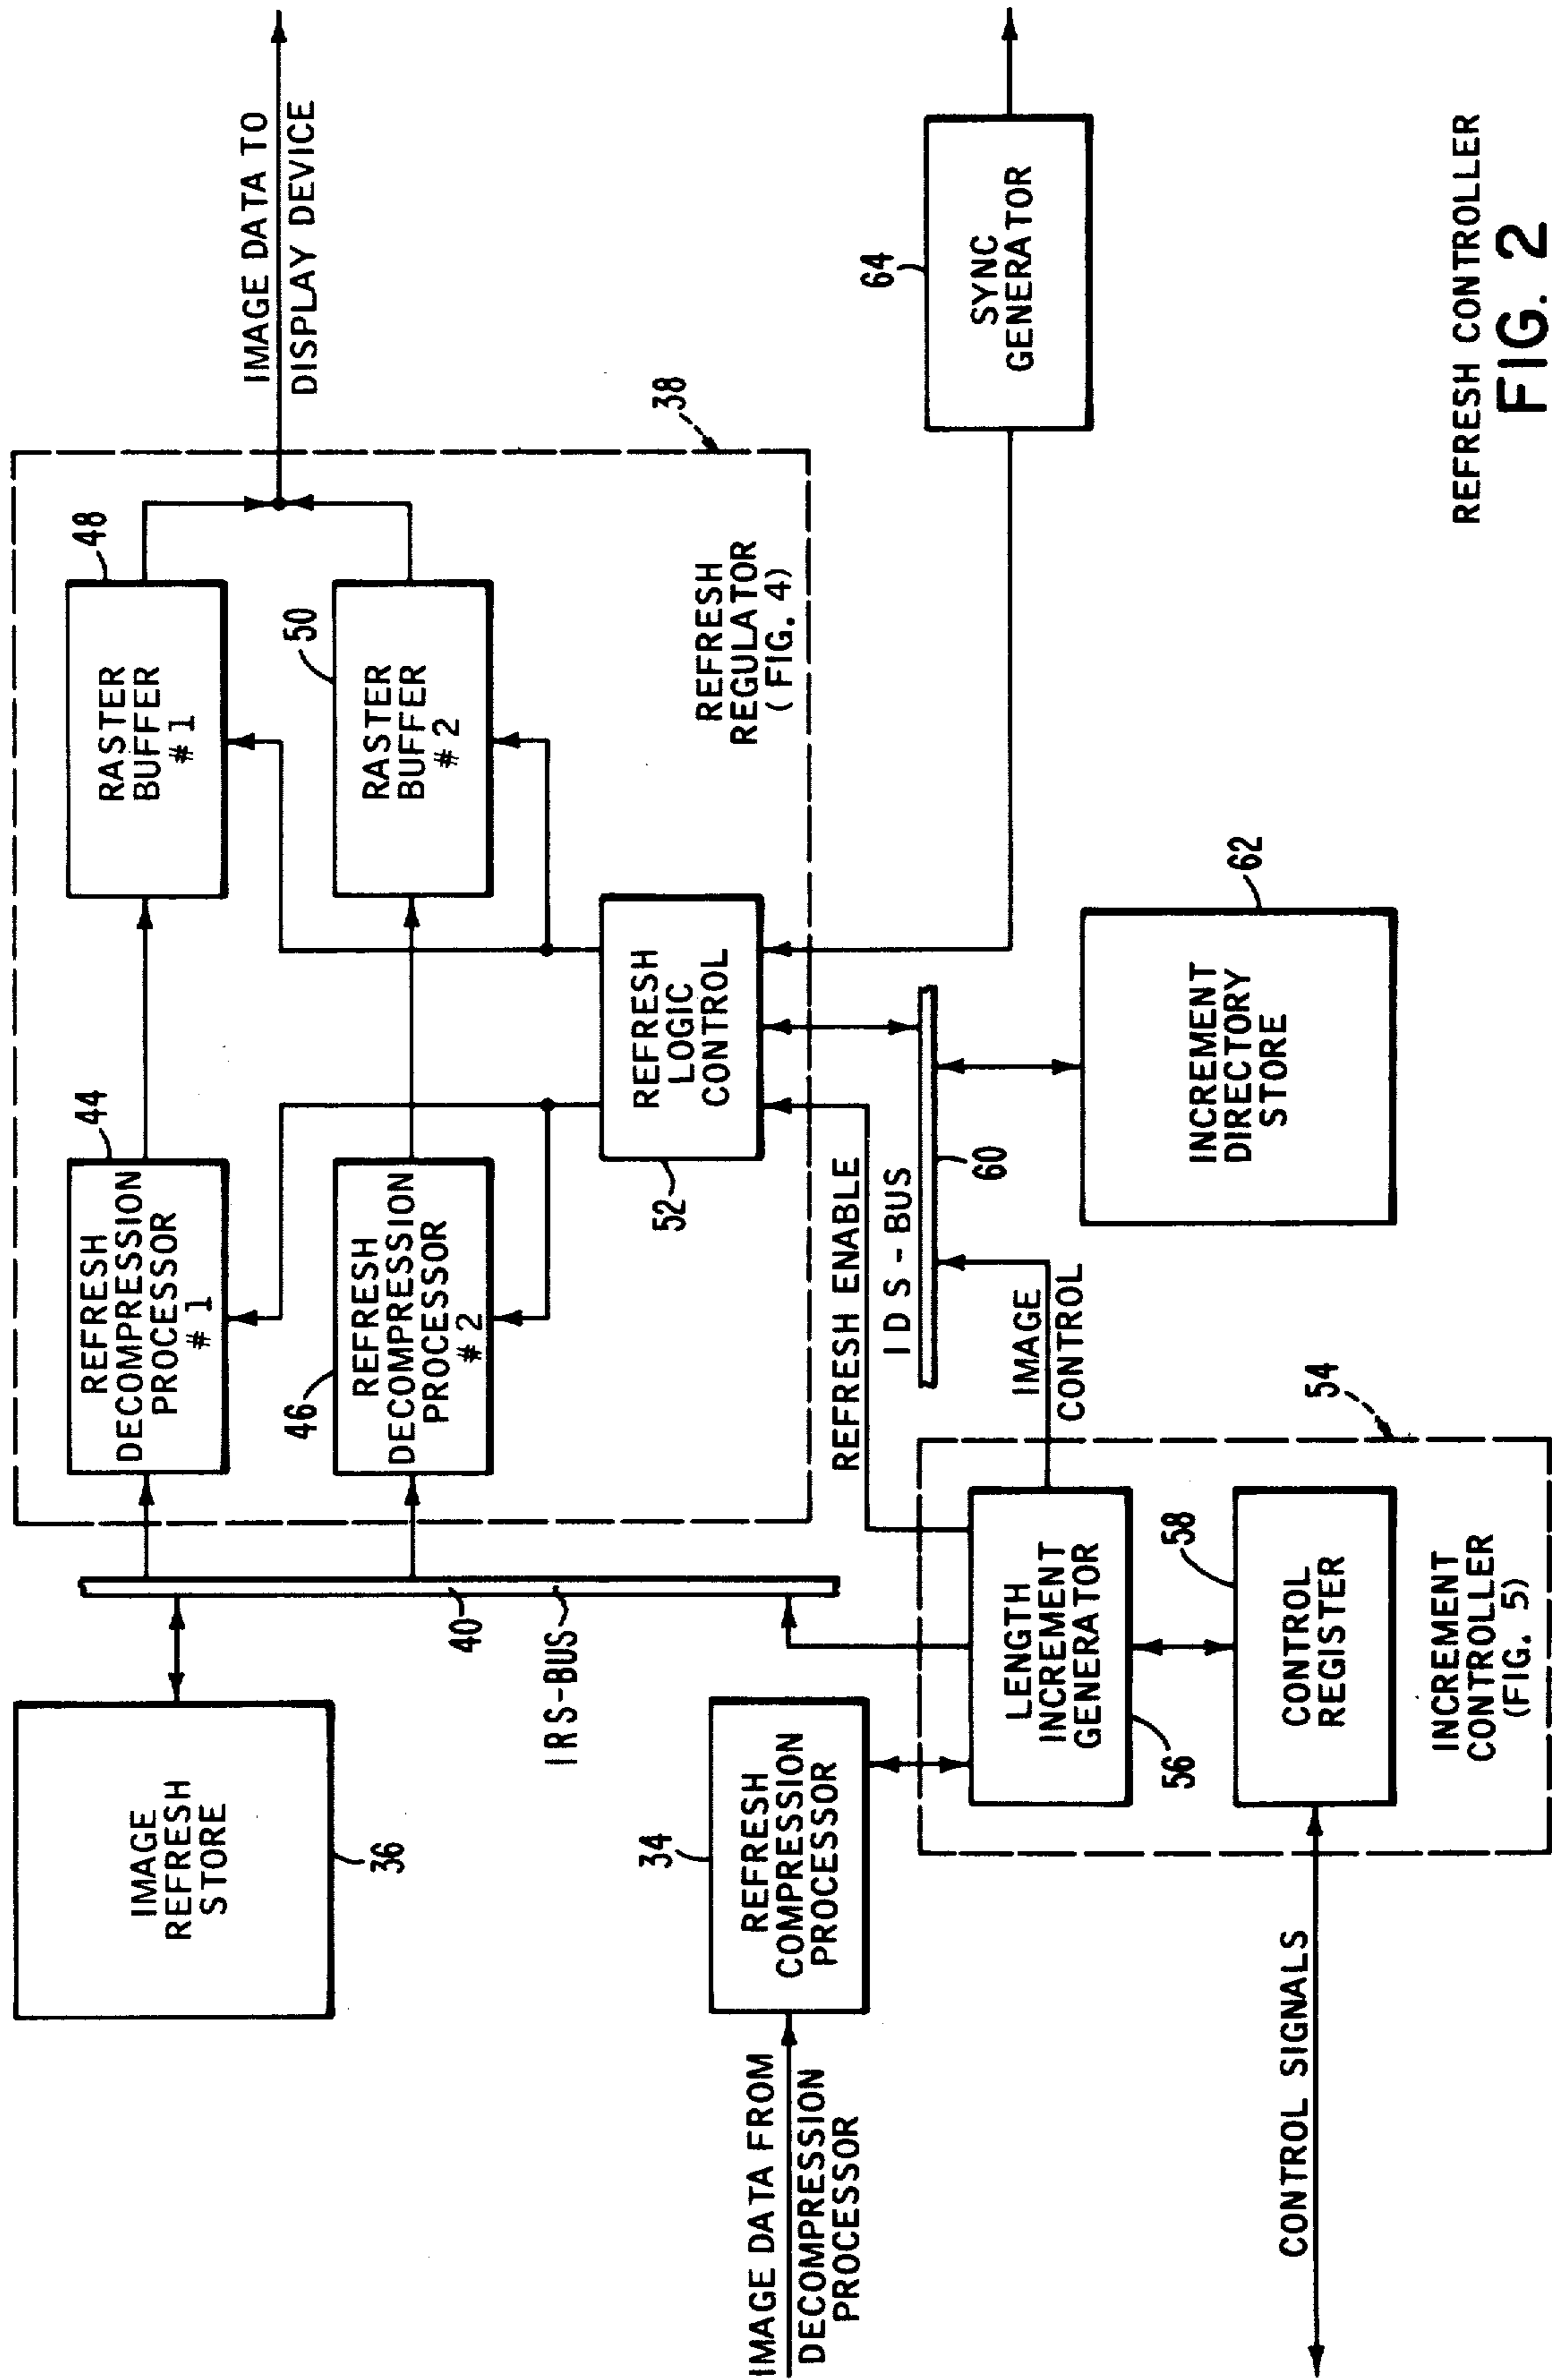 IMAGE DATA TO
DISPLAY DEVICE
48
RASTER
BUFFER
#1
50
RASTER
BUFFER
#2
38
REFRESH
REGULATOR
(FIG. 4)
44
REFRESH
DECOMPRESSION
PROCESSOR
#1
46
REFRESH
DECOMPRESSION
PROCESSOR
#2
REFRESH
LOGIC
CONTROL
52
64
SYNC
GENERATOR
IMAGE
REFRESH
STORE
36
40
IRS-BUS
REFRESH ENABLE
IDS-BUS
60
62
INCREMENT
DIRECTORY
STORE
IMAGE
CONTROL
54
34
REFRESH
COMPRESSION
PROCESSOR
LENGTH
INCREMENT
GENERATOR
56
58
CONTROL
REGISTER
INCREMENT
CONTROLLER
(FIG. 5)
IMAGE DATA FROM
DECOMPRESSION
PROCESSOR
CONTROL SIGNALS
REFRESH CONTROLLER
FIG. 2